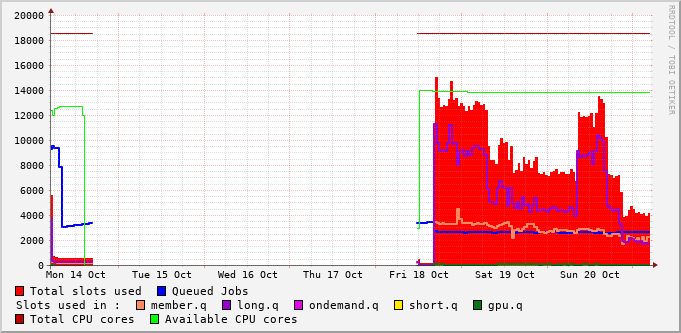 20000
18000
16000
14000
12000
10000
8000
6000
4000
2000
0
Mon 14 Oct Tue 15 Oct Wed 16 Oct Thu 17 Oct Fri 18 Oct Sat 19 Oct Sun 20 Oct
Total slots used Queued Jobs
Slots used in : member.q long.q ondemand.q short.q gpu.q
Total CPU cores Available CPU cores
RRDTOOL / TOBI OETIKER